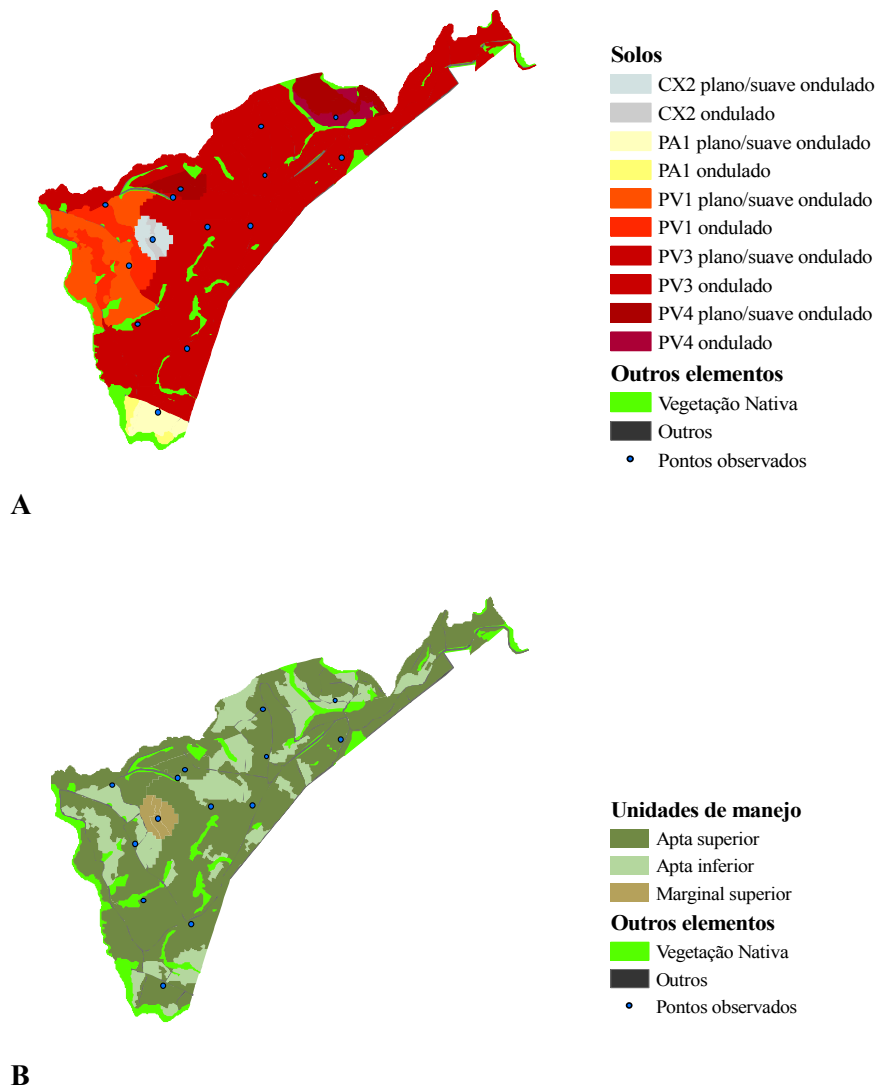 Solos
CX2 plano/suave ondulado
CX2 ondulado
PA1 plano/suave ondulado
PA1 ondulado
PV1 plano/suave ondulado
PV1 ondulado
PV3 plano/suave ondulado
PV3 ondulado
PV4 plano/suave ondulado
PV4 ondulado
Outros elementos
Vegetação Nativa
Outros
Pontos observados
A
Unidades de manejo
Apta superior
Apta inferior
Marginal superior
Outros elementos
Vegetação Nativa
Outros
Pontos observados
B